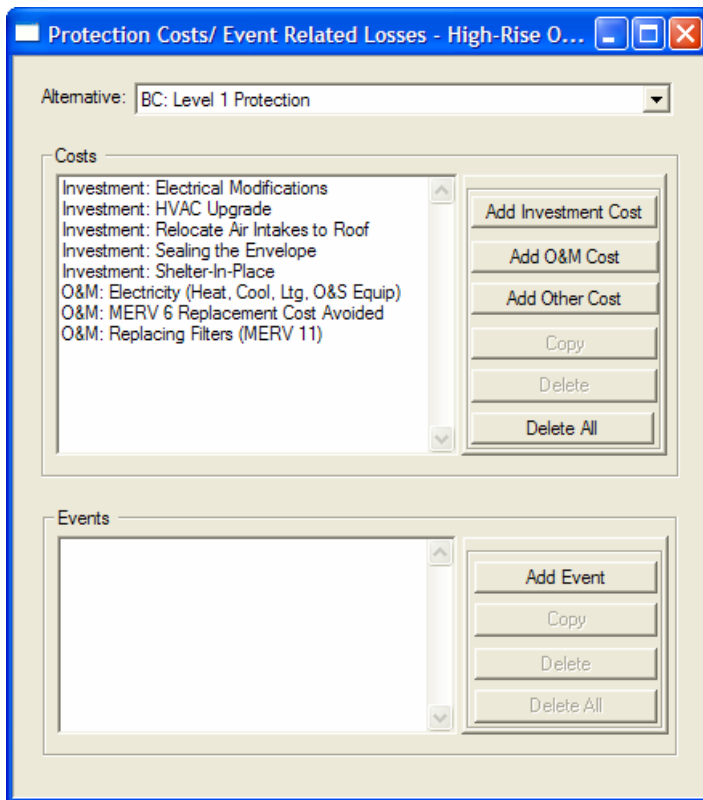 Protection Costs/ Event Related Losses - High-Rise O...
Alternative: BC: Level 1 Protection
Costs
Investment: Electrical Modifications
Investment: HVAC Upgrade
Investment: Relocate Air Intakes to Roof
Investment: Sealing the Envelope
Investment: Shelter-In-Place
O&M: Electricity (Heat, Cool, Ltg, O&S Equip)
O&M: MERV 6 Replacement Cost Avoided
O&M: Replacing Filters (MERV 11)
Add Investment Cost
Add O&M Cost
Add Other Cost
Copy
Delete
Delete All
Events
Add Event
Copy
Delete
Delete All